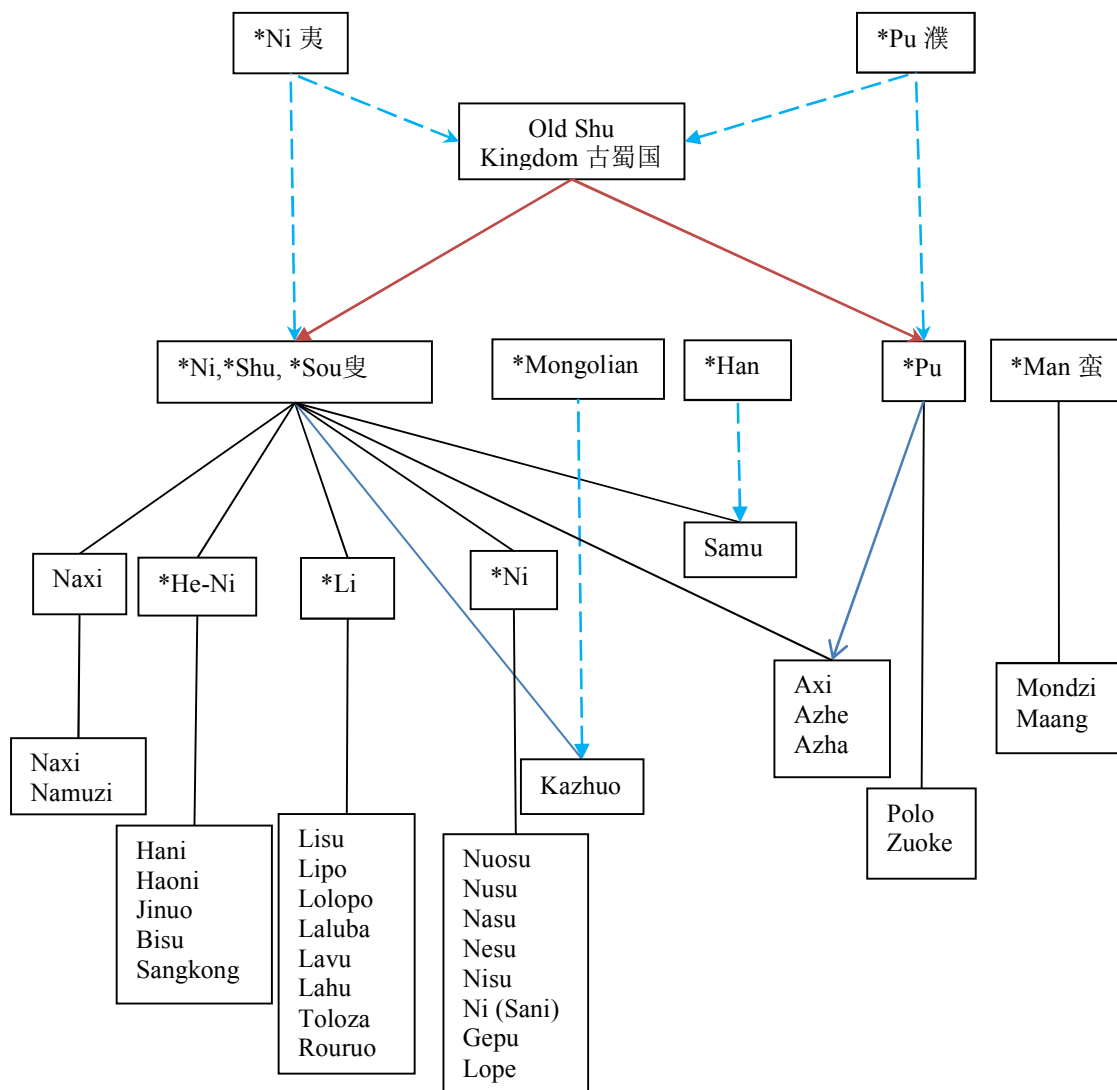 *Ni 夷
*Pu 濮
Old Shu
Kingdom 古蜀国
*Ni,*Shu, *Sou叟
*Mongolian
*Han
*Pu
*Man 蛮
Samu
Naxi
*He-Ni
*Li
*Ni
Axi
Azhe
Azha
Mondzi
Maang
Naxi
Namuzi
Kazhuo
Polo
Zuoke
Hani
Haoni
Jinuo
Bisu
Sangkong
Lisu
Lipo
Lolopo
Laluba
Lavu
Lahu
Toloza
Rouruo
Nuosu
Nusu
Nasu
Nesu
Nisu
Ni (Sani)
Gepu
Lope